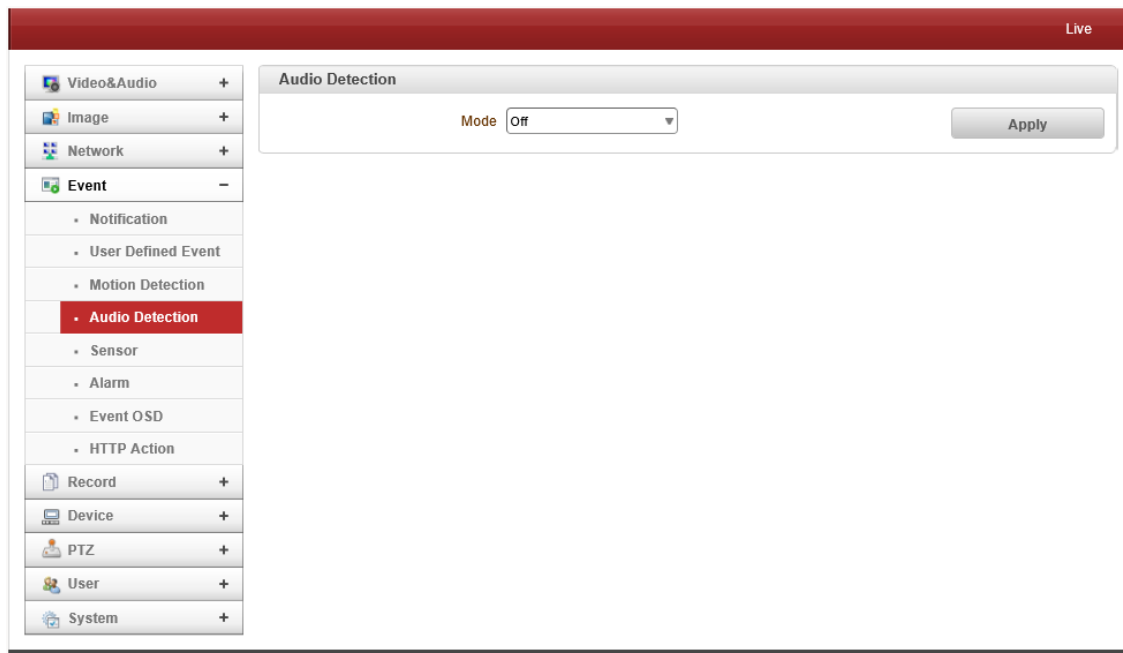 Live
Video&Audio +
Image +
Network +
Event −
Notification
User Defined Event
Motion Detection
Audio Detection
Sensor
Alarm
Event OSD
HTTP Action
Record +
Device +
PTZ +
User +
System +
Audio Detection
Mode Off Apply